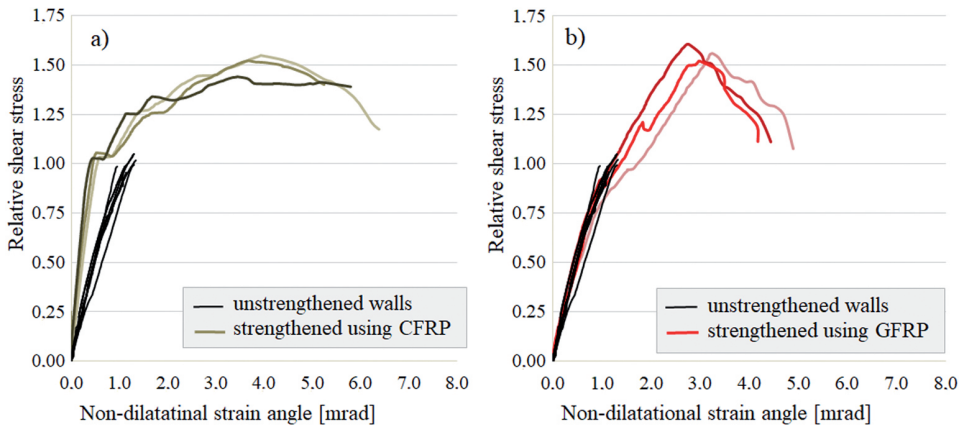 a)
Relative shear stress
1.75
1.50
1.25
1.00
0.75
0.50
0.25
0.00
unstrengthened walls
strengthened using CFRP
0.0 1.0 2.0 3.0 4.0 5.0 6.0 7.0 8.0
Non-dilatatinal strain angle [mrad]
b)
Relative shear stress
1.75
1.50
1.25
1.00
0.75
0.50
0.25
0.00
unstrengthened walls
strengthened using GFRP
0.0 1.0 2.0 3.0 4.0 5.0 6.0 7.0 8.0
Non-dilatational strain angle [mrad]